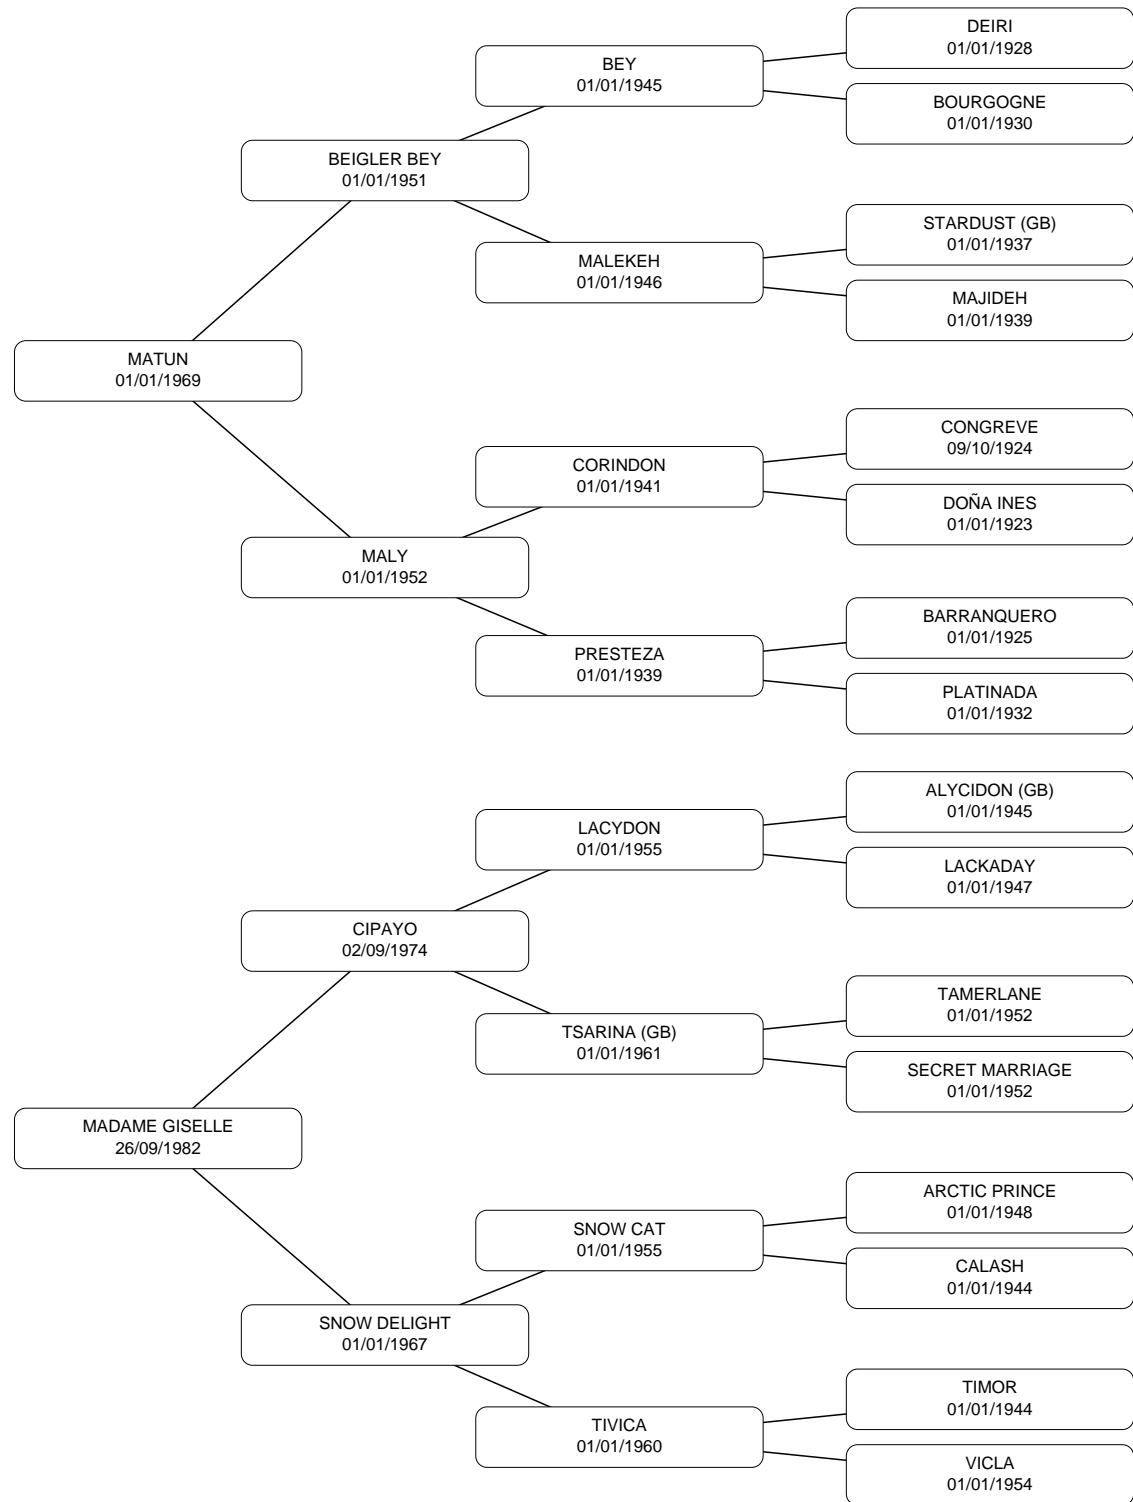 DEIRI
01/01/1928
BEY
01/01/1945
BOURGOGNE
01/01/1930
BEIGLER BEY
01/01/1951
STARDUST (GB)
01/01/1937
MALEKEH
01/01/1946
MAJIDEH
01/01/1939
MATUN
01/01/1969
CONGREVE
09/10/1924
CORINDON
01/01/1941
DOÑA INES
01/01/1923
MALY
01/01/1952
BARRANQUERO
01/01/1925
PRESTEZA
01/01/1939
PLATINADA
01/01/1932
ALYCIDON (GB)
01/01/1945
LACYDON
01/01/1955
LACKADAY
01/01/1947
CIPAYO
02/09/1974
TAMERLANE
01/01/1952
TSARINA (GB)
01/01/1961
SECRET MARRIAGE
01/01/1952
MADAME GISELLE
26/09/1982
ARCTIC PRINCE
01/01/1948
SNOW CAT
01/01/1955
CALASH
01/01/1944
SNOW DELIGHT
01/01/1967
TIMOR
01/01/1944
TIVICA
01/01/1960
VICLA
01/01/1954